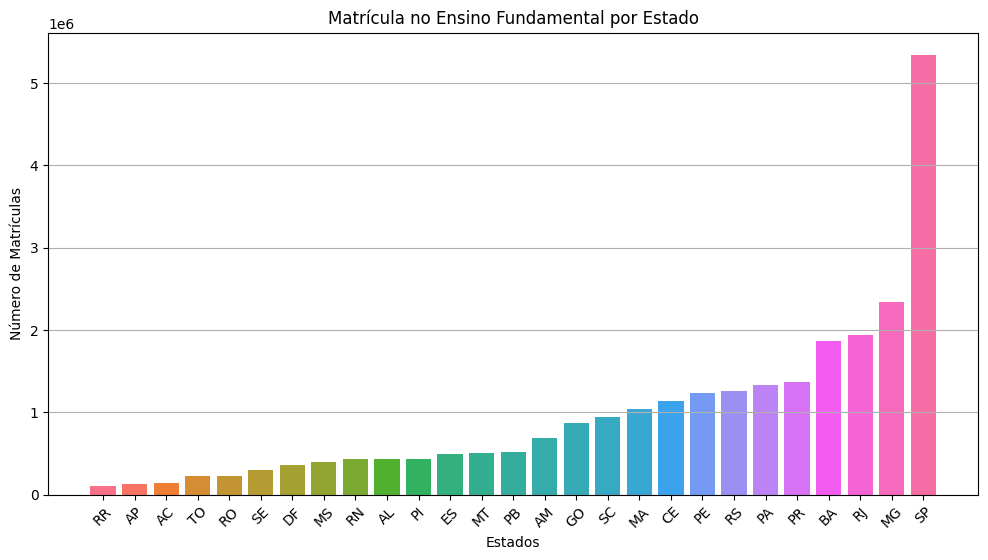 Matrícula no Ensino Fundamental por Estado
1e6
Número de Matrículas
5
4
3
2
1
0
RR AP AC TO RO SE DF MS RN AL PI ES MT PB AM GO SC MA CE PE RS PA PR BA RJ MG SP
Estados